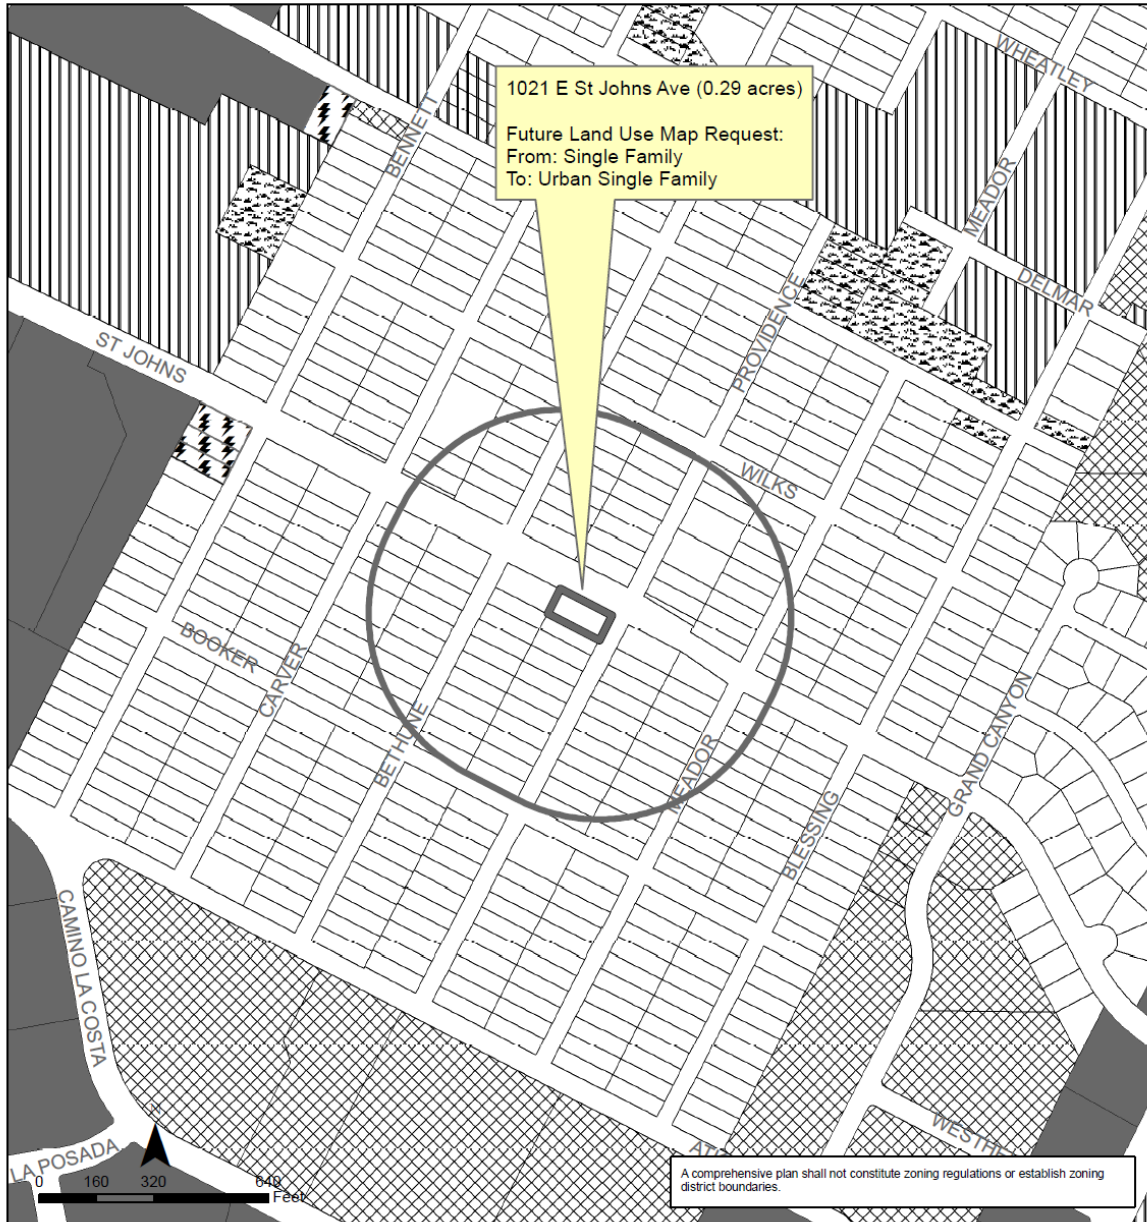 WHEATLEY
1021 E St Johns Ave (0.29 acres)
Future Land Use Map Request:
From: Single Family
To: Urban Single Family
BENNETT
MEADOR
DELMAR
PROVIDENCE
ST JOHNS
WILKS
BOOKER
CARVER
BETHUNE
MEADOR
GRAND CANYON
BLESSING
CAMINO LA COSTA
N
LA POSADA
0 160 320 640
Feet
A comprehensive plan shall not constitute zoning regulations or establish zoning
district boundaries.